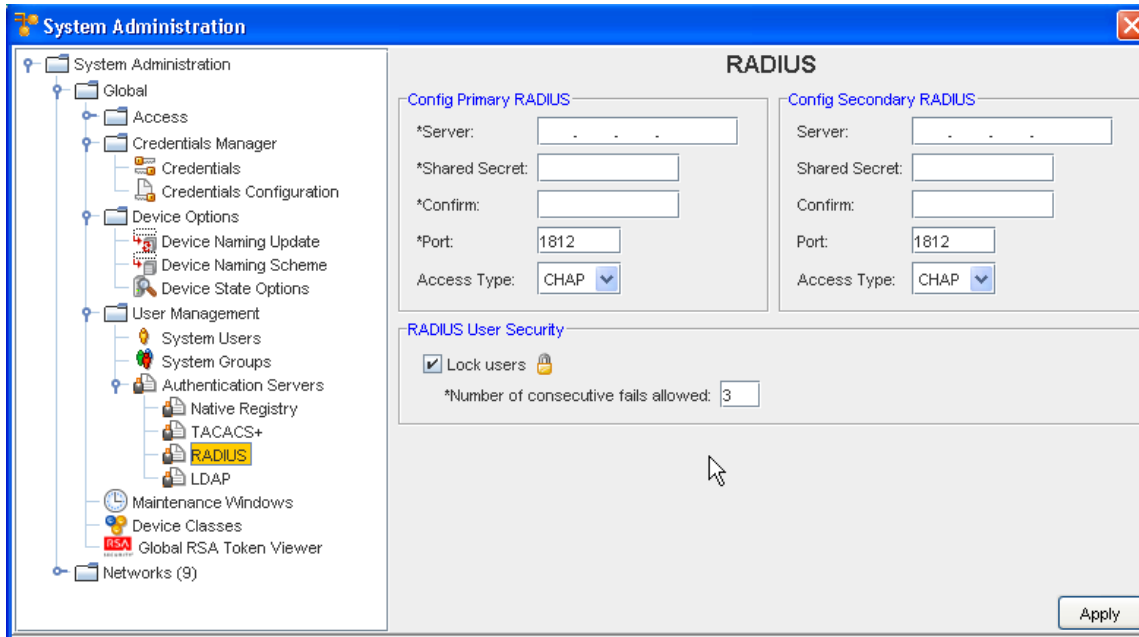 System Administration
System Administration
Global
Access
Credentials Manager
Credentials
Credentials Configuration
Device Options
Device Naming Update
Device Naming Scheme
Device State Options
User Management
System Users
System Groups
Authentication Servers
Native Registry
TACACS+
RADIUS
LDAP
Maintenance Windows
Device Classes
RSA Global RSA Token Viewer
Networks (9)
RADIUS
Config Primary RADIUS
*Server: . . .
*Shared Secret:
*Confirm:
*Port: 1812
Access Type: CHAP
Config Secondary RADIUS
Server: . . .
Shared Secret:
Confirm:
Port: 1812
Access Type: CHAP
RADIUS User Security
Lock users
*Number of consecutive fails allowed: 3
Apply